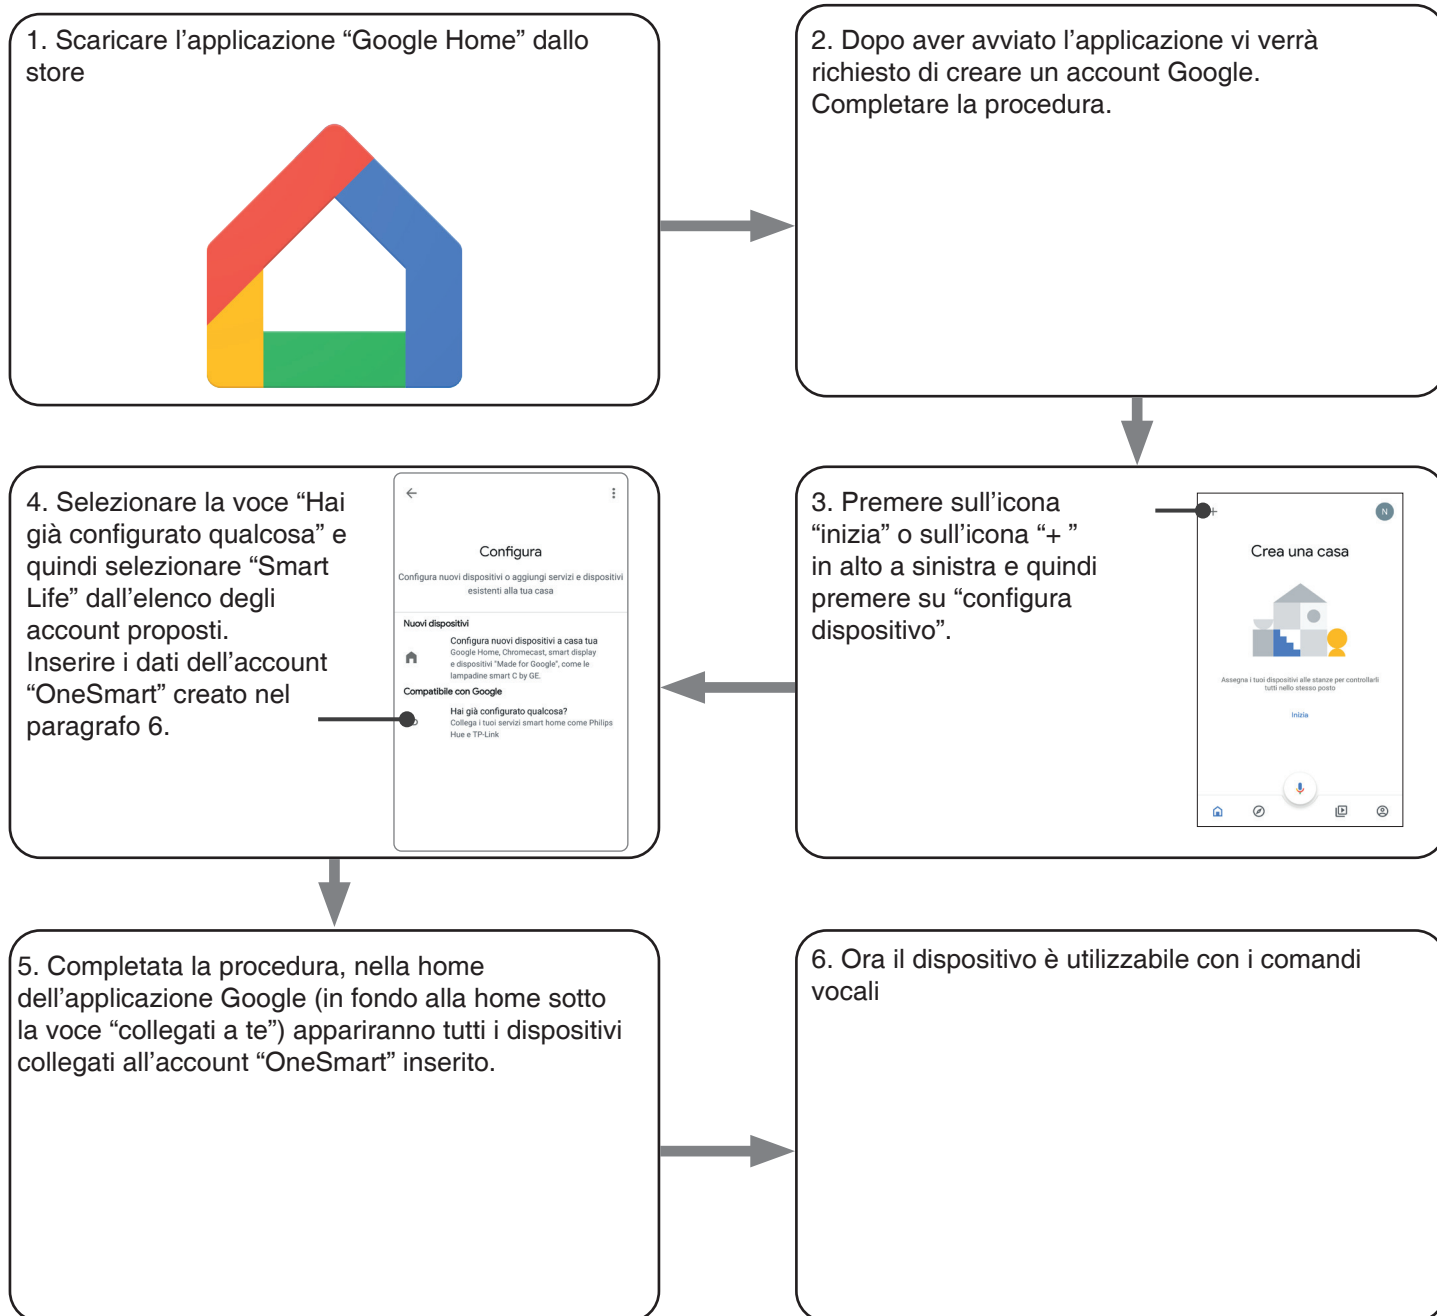 1. Scaricare l’applicazione “Google Home” dallo
store
2. Dopo aver avviato l’applicazione vi verrà
richiesto di creare un account Google.
Completare la procedura.
3. Premere sull’icona
“inizia” o sull’icona “+ ”
in alto a sinistra e quindi
premere su “configura
dispositivo”.
+
N
Crea una casa
Assegna i tuoi dispositivi alle stanze per controllarli
tutti nello stesso posto
Inizia
4. Selezionare la voce “Hai
già configurato qualcosa” e
quindi selezionare “Smart
Life” dall’elenco degli
account proposti.
Inserire i dati dell’account
“OneSmart” creato nel
paragrafo 6.
Configura
Configura nuovi dispositivi o aggiungi servizi e dispositivi
esistenti alla tua casa
Nuovi dispositivi
Configura nuovi dispositivi a casa tua
Google Home, Chromecast, smart display
e dispositivi "Made for Google", come le
lampadine smart C by GE.
Compatibile con Google
Hai già configurato qualcosa?
Collega i tuoi servizi smart home come Philips
Hue e TP-Link
5. Completata la procedura, nella home
dell’applicazione Google (in fondo alla home sotto
la voce “collegati a te”) appariranno tutti i dispositivi
collegati all’account “OneSmart” inserito.
6. Ora il dispositivo è utilizzabile con i comandi
vocali